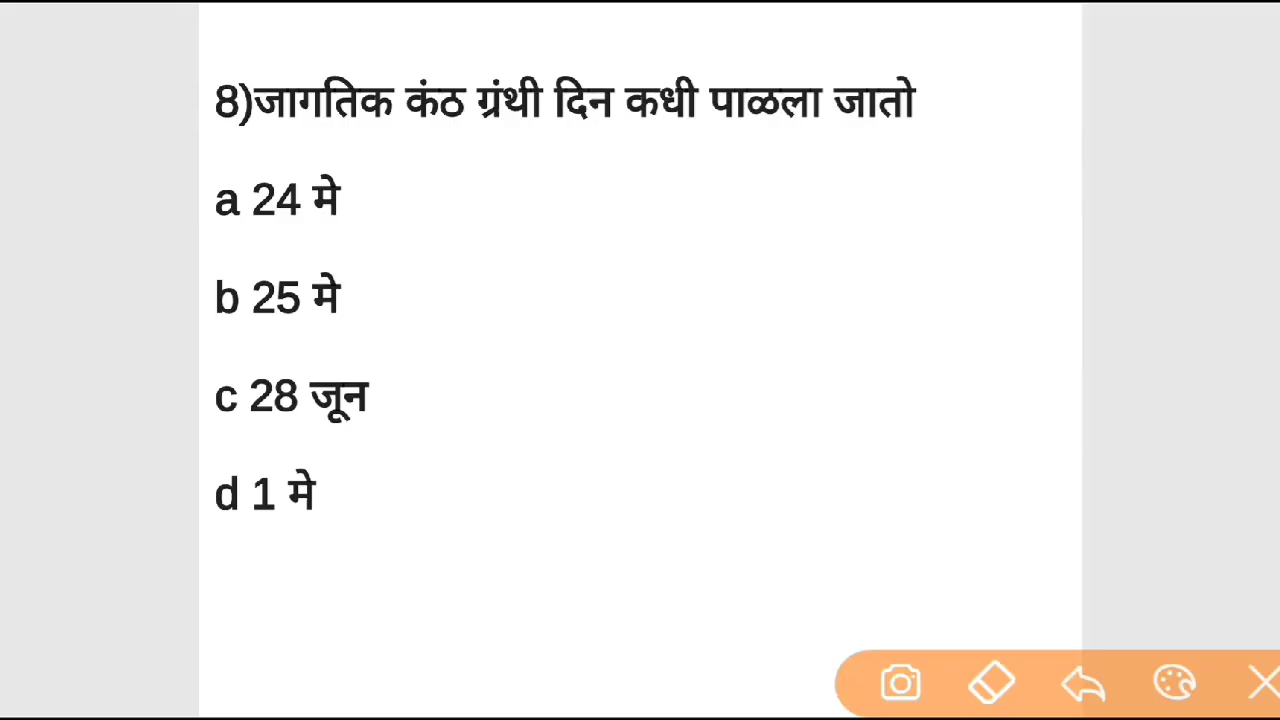 8)जागतिक कंठ ग्रंथी दिन कधी पाळला जातो
a 24 मे
b 25 मे
c 28 जून
d 1 मे